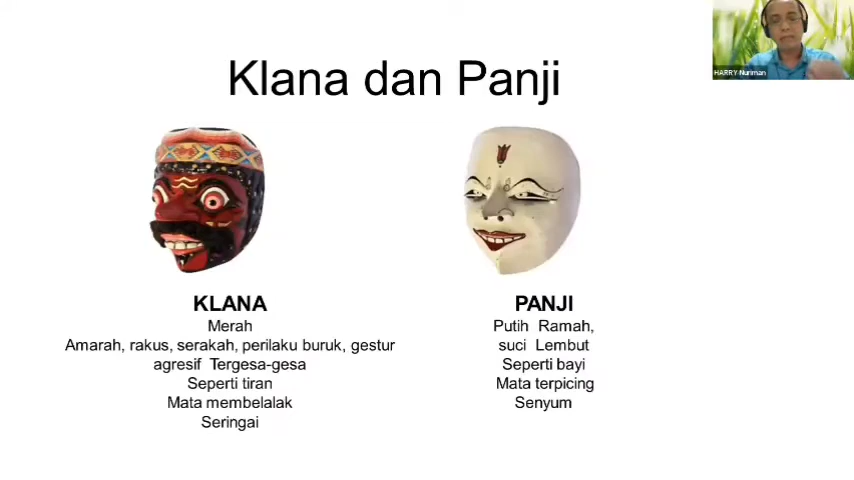 HARRY Nuriman
Klana dan Panji
KLANA
Merah
Amarah, rakus, serakah, perilaku buruk, gestur
agresif Tergesa-gesa
Seperti tiran
Mata membelalak
Seringai
PANJI
Putih Ramah,
suci Lembut
Seperti bayi
Mata terpicing
Senyum